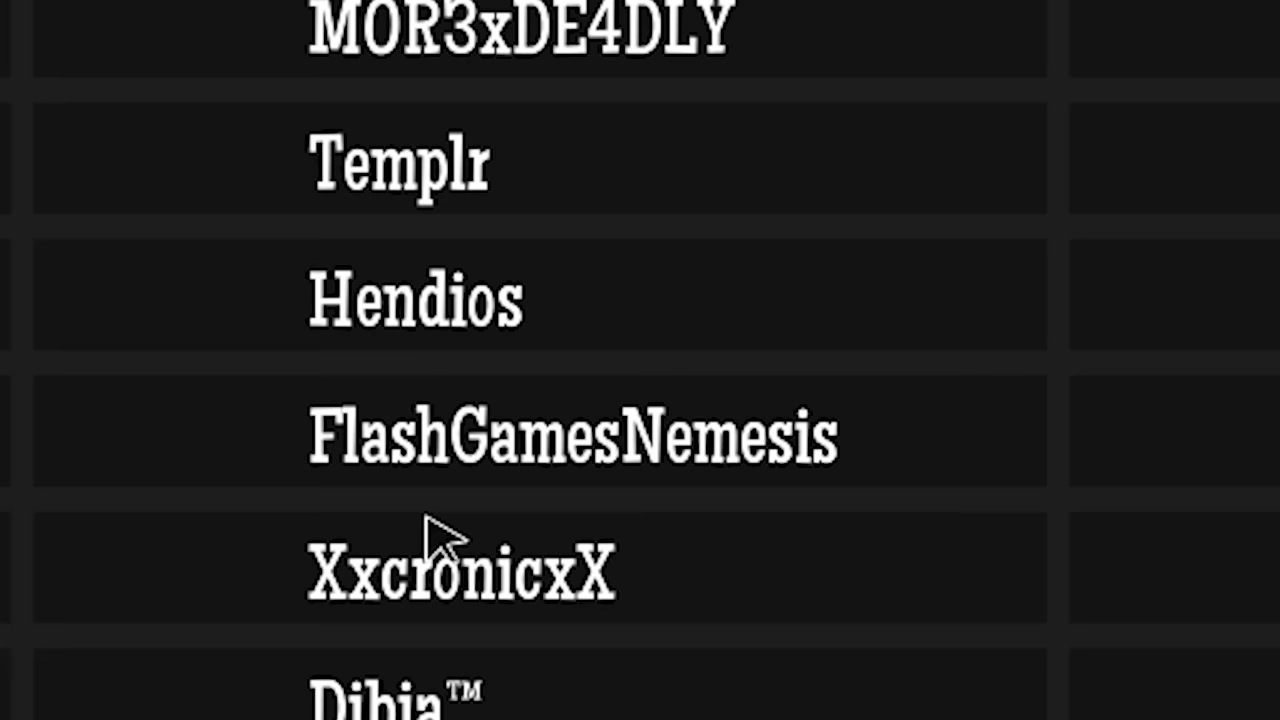 MOR3xDE4DLY
Templr
Hendios
FlashGamesNemesis
XxcronicxX
Dibia™